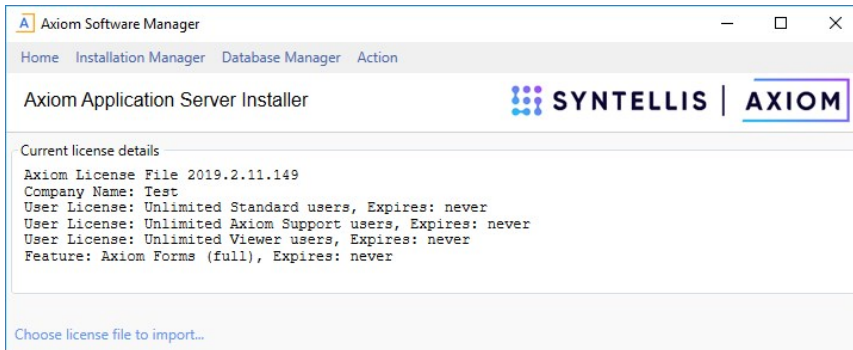 Axiom Software Manager
Home Installation Manager Database Manager Action
Axiom Application Server Installer
SYNTELLIS | AXIOM
Current license details
Axiom License File 2019.2.11.149
Company Name: Test
User License: Unlimited Standard users, Expires: never
User License: Unlimited Axiom Support users, Expires: never
User License: Unlimited Viewer users, Expires: never
Feature: Axiom Forms (full), Expires: never
Choose license file to import...